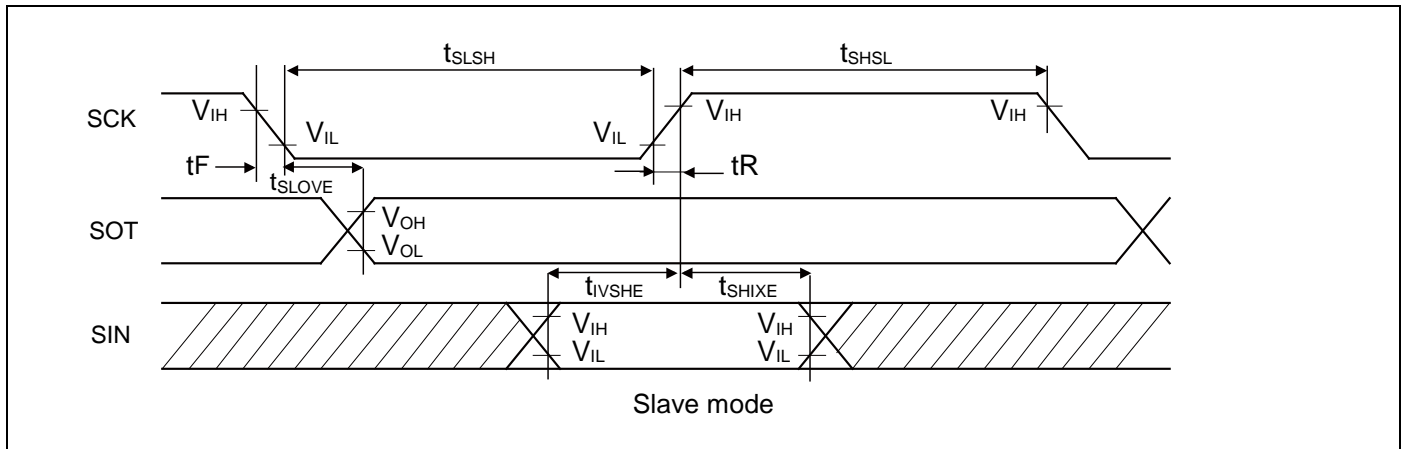 tSLSH
tSHSL
SCK
VIH
VIL
VIL
VIH
VIH
tF
tSLOVE
tR
SOT
VOH
VOL
tIVSHE
tSHIXE
SIN
VIH
VIL
VIH
VIL
Slave mode